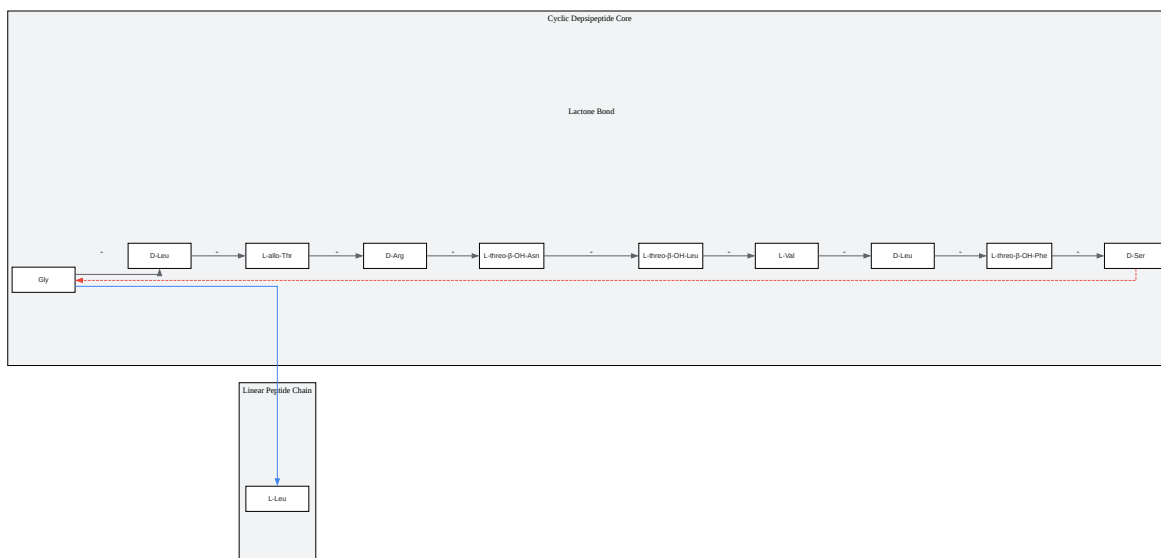 Cyclic Depsipeptide Core
Lactone Bond
- - - - - - - - -
D-Leu L-allo-Thr D-Arg L-threo-β-OH-Asn L-threo-β-OH-Leu L-Val D-Leu L-threo-β-OH-Phe D-Ser
Gly
Linear Peptide Chain
L-Leu